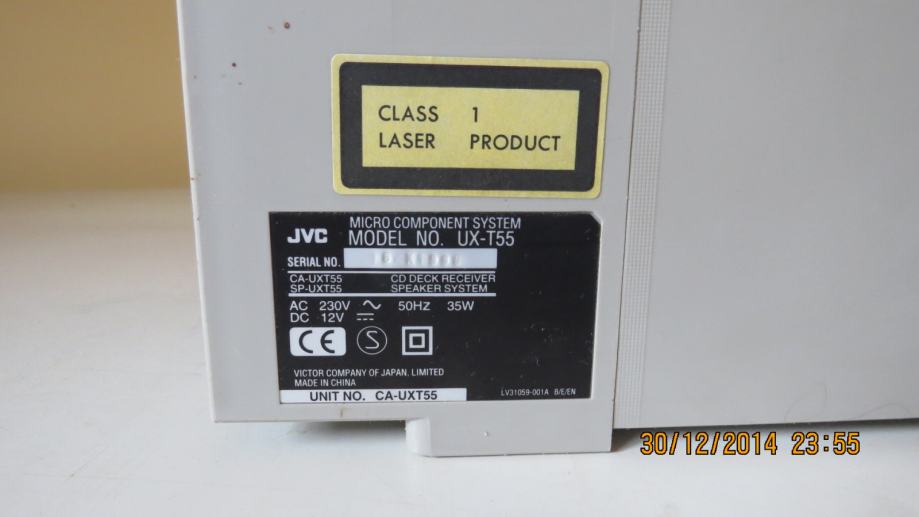 CLASS 1
LASER PRODUCT
MICRO COMPONENT SYSTEM
JVC MODEL NO. UX-T55
SERIAL NO.
CA-UXT55 CD DECK RECEIVER
SP-UXT55 SPEAKER SYSTEM
AC 230V 50HZ 35W
DC 12V
CE S
VICTOR COMPANY OF JAPAN, LIMITED
MADE IN CHINA
UNIT NO. CA-UXT55
LV31059-001A B/E/EN
30/12/2014 23:55